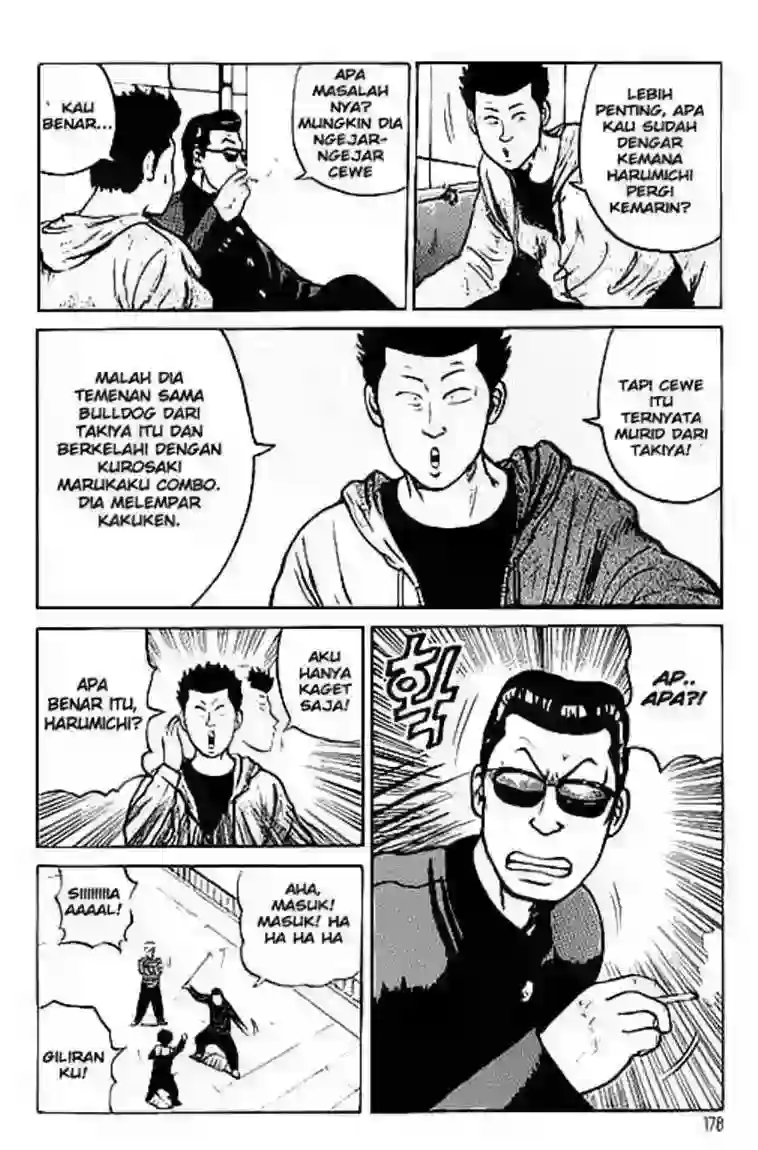 LEBIH
PENTING, APA
KAU SUDAH
DENGAR
KEMANA
HARUMICHI
PERGI
KEMARIN?
APA
MASALAH
NYA?
MUNGKIN DIA
NGEJAR-
NGEJAR
CEWE
KAU
BENAR...
TAPI CEWE
ITU
TERNYATA
MURID DARI
TAKIYA!
MALAH DIA
TEMENAN SAMA
BULLDOG DARI
TAKIYA ITU DAN
BERKELAHI DENGAN
KUROSAKI
MARUKAKU COMBO.
DIA MELEMPAR
KAKUKEN.
AP..
APA?!
홱
AKU
HANYA
KAGET
SAJA!
APA
BENAR ITU,
HARUMICHI?
AHA,
MASUK!
MASUK! HA
HA HA HA
SIIIIIIIIA
AAAAL!
GILIRAN
KU!
178